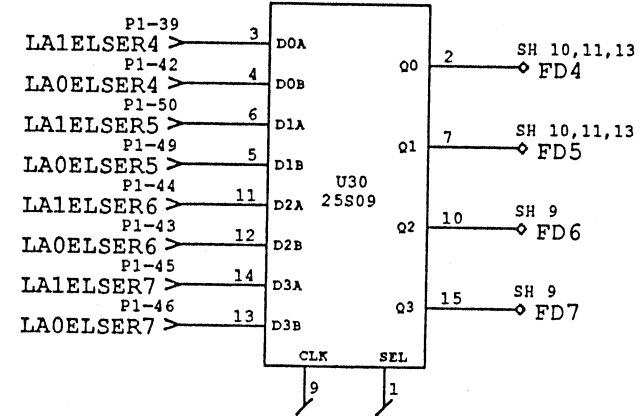 P1-39
LA1ELSER4 3 D0A
P1-42
LA0ELSER4 4 D0B
P1-50
LA1ELSER5 6 D1A
P1-49
LA0ELSER5 5 D1B
P1-44
LA1ELSER6 11 D2A
P1-43
LA0ELSER6 12 D2B
P1-45
LA1ELSER7 14 D3A
P1-46
LA0ELSER7 13 D3B
U30
25S09
CLK SEL
9 1
Q0 2 SH 10,11,13
FD4
Q1 7 SH 10,11,13
FD5
Q2 10 SH 9
FD6
Q3 15 SH 9
FD7